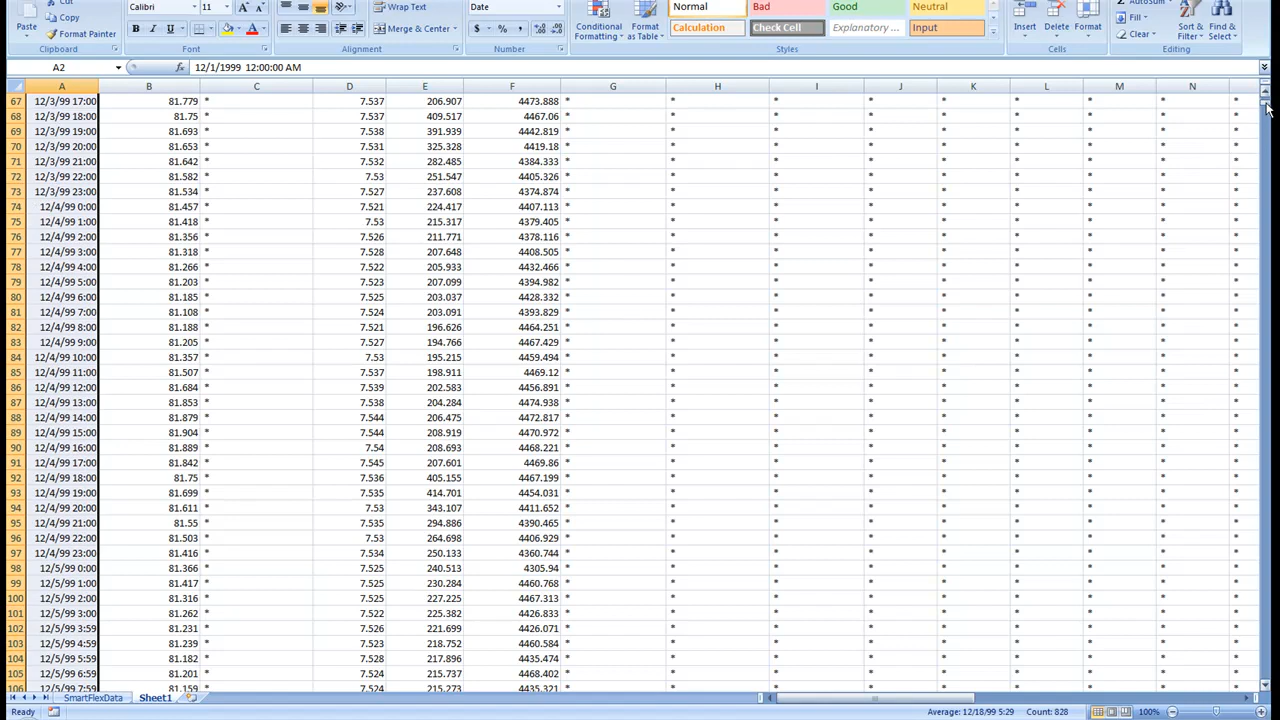 Cut Calibri 11 A A Wrap Text Date Normal Bad Good Neutral AutoSum
Paste Copy Conditional Formatting Format as Table Insert Delete Format Fill Sort & Filter Find & Select
Format Painter B I U A Merge & Center $ % , Calculation Check Cell Explanatory ... Input Clear
Clipboard Font Alignment Number Styles Cells Editing
A2 fx 12/1/1999 12:00:00 AM
A B C D E F G H I J K L M N
67 12/3/99 17:00 81.779 * 7.537 206.907 4473.888 * * * * * * * * *
68 12/3/99 18:00 81.75 * 7.537 409.517 4467.06 * * * * * * * * *
69 12/3/99 19:00 81.693 * 7.538 391.939 4442.819 * * * * * * * * *
70 12/3/99 20:00 81.653 * 7.531 325.328 4419.18 * * * * * * * * *
71 12/3/99 21:00 81.642 * 7.532 282.485 4384.333 * * * * * * * * *
72 12/3/99 22:00 81.582 * 7.53 251.547 4405.326 * * * * * * * * *
73 12/3/99 23:00 81.534 * 7.527 237.608 4374.874 * * * * * * * * *
74 12/4/99 0:00 81.457 * 7.521 224.417 4407.113 * * * * * * * * *
75 12/4/99 1:00 81.418 * 7.53 215.317 4379.405 * * * * * * * * *
76 12/4/99 2:00 81.356 * 7.526 211.771 4378.116 * * * * * * * * *
77 12/4/99 3:00 81.318 * 7.528 207.648 4408.505 * * * * * * * * *
78 12/4/99 4:00 81.266 * 7.522 205.933 4432.466 * * * * * * * * *
79 12/4/99 5:00 81.203 * 7.523 207.099 4394.982 * * * * * * * * *
80 12/4/99 6:00 81.185 * 7.525 203.037 4428.332 * * * * * * * * *
81 12/4/99 7:00 81.108 * 7.524 203.091 4393.829 * * * * * * * * *
82 12/4/99 8:00 81.188 * 7.521 196.626 4464.251 * * * * * * * * *
83 12/4/99 9:00 81.205 * 7.527 194.766 4467.429 * * * * * * * * *
84 12/4/99 10:00 81.357 * 7.53 195.215 4459.494 * * * * * * * * *
85 12/4/99 11:00 81.507 * 7.537 198.911 4469.12 * * * * * * * * *
86 12/4/99 12:00 81.684 * 7.539 202.583 4456.891 * * * * * * * * *
87 12/4/99 13:00 81.853 * 7.538 204.284 4474.938 * * * * * * * * *
88 12/4/99 14:00 81.879 * 7.544 206.475 4472.817 * * * * * * * * *
89 12/4/99 15:00 81.904 * 7.544 208.919 4470.972 * * * * * * * * *
90 12/4/99 16:00 81.889 * 7.54 208.693 4468.221 * * * * * * * * *
91 12/4/99 17:00 81.842 * 7.545 207.601 4469.86 * * * * * * * * *
92 12/4/99 18:00 81.75 * 7.536 405.155 4467.199 * * * * * * * * *
93 12/4/99 19:00 81.699 * 7.535 414.701 4454.031 * * * * * * * * *
94 12/4/99 20:00 81.611 * 7.53 343.107 4411.652 * * * * * * * * *
95 12/4/99 21:00 81.55 * 7.535 294.886 4390.465 * * * * * * * * *
96 12/4/99 22:00 81.503 * 7.53 264.698 4406.929 * * * * * * * * *
97 12/4/99 23:00 81.416 * 7.534 250.133 4360.744 * * * * * * * * *
98 12/5/99 0:00 81.366 * 7.525 240.513 4305.94 * * * * * * * * *
99 12/5/99 1:00 81.417 * 7.525 230.284 4460.768 * * * * * * * * *
100 12/5/99 2:00 81.316 * 7.525 227.225 4467.313 * * * * * * * * *
101 12/5/99 3:00 81.262 * 7.522 225.382 4426.833 * * * * * * * * *
102 12/5/99 3:59 81.231 * 7.526 221.699 4426.071 * * * * * * * * *
103 12/5/99 4:59 81.239 * 7.523 218.752 4460.584 * * * * * * * * *
104 12/5/99 5:59 81.182 * 7.528 217.896 4435.474 * * * * * * * * *
105 12/5/99 6:59 81.201 * 7.524 215.737 4468.402 * * * * * * * * *
106 12/5/99 7:59 81.159 * 7.524 215.273 4435.321 * * * * * * * * *
SmartFlexData Sheet1
Ready Average: 12/18/99 5:29 Count: 828 100%